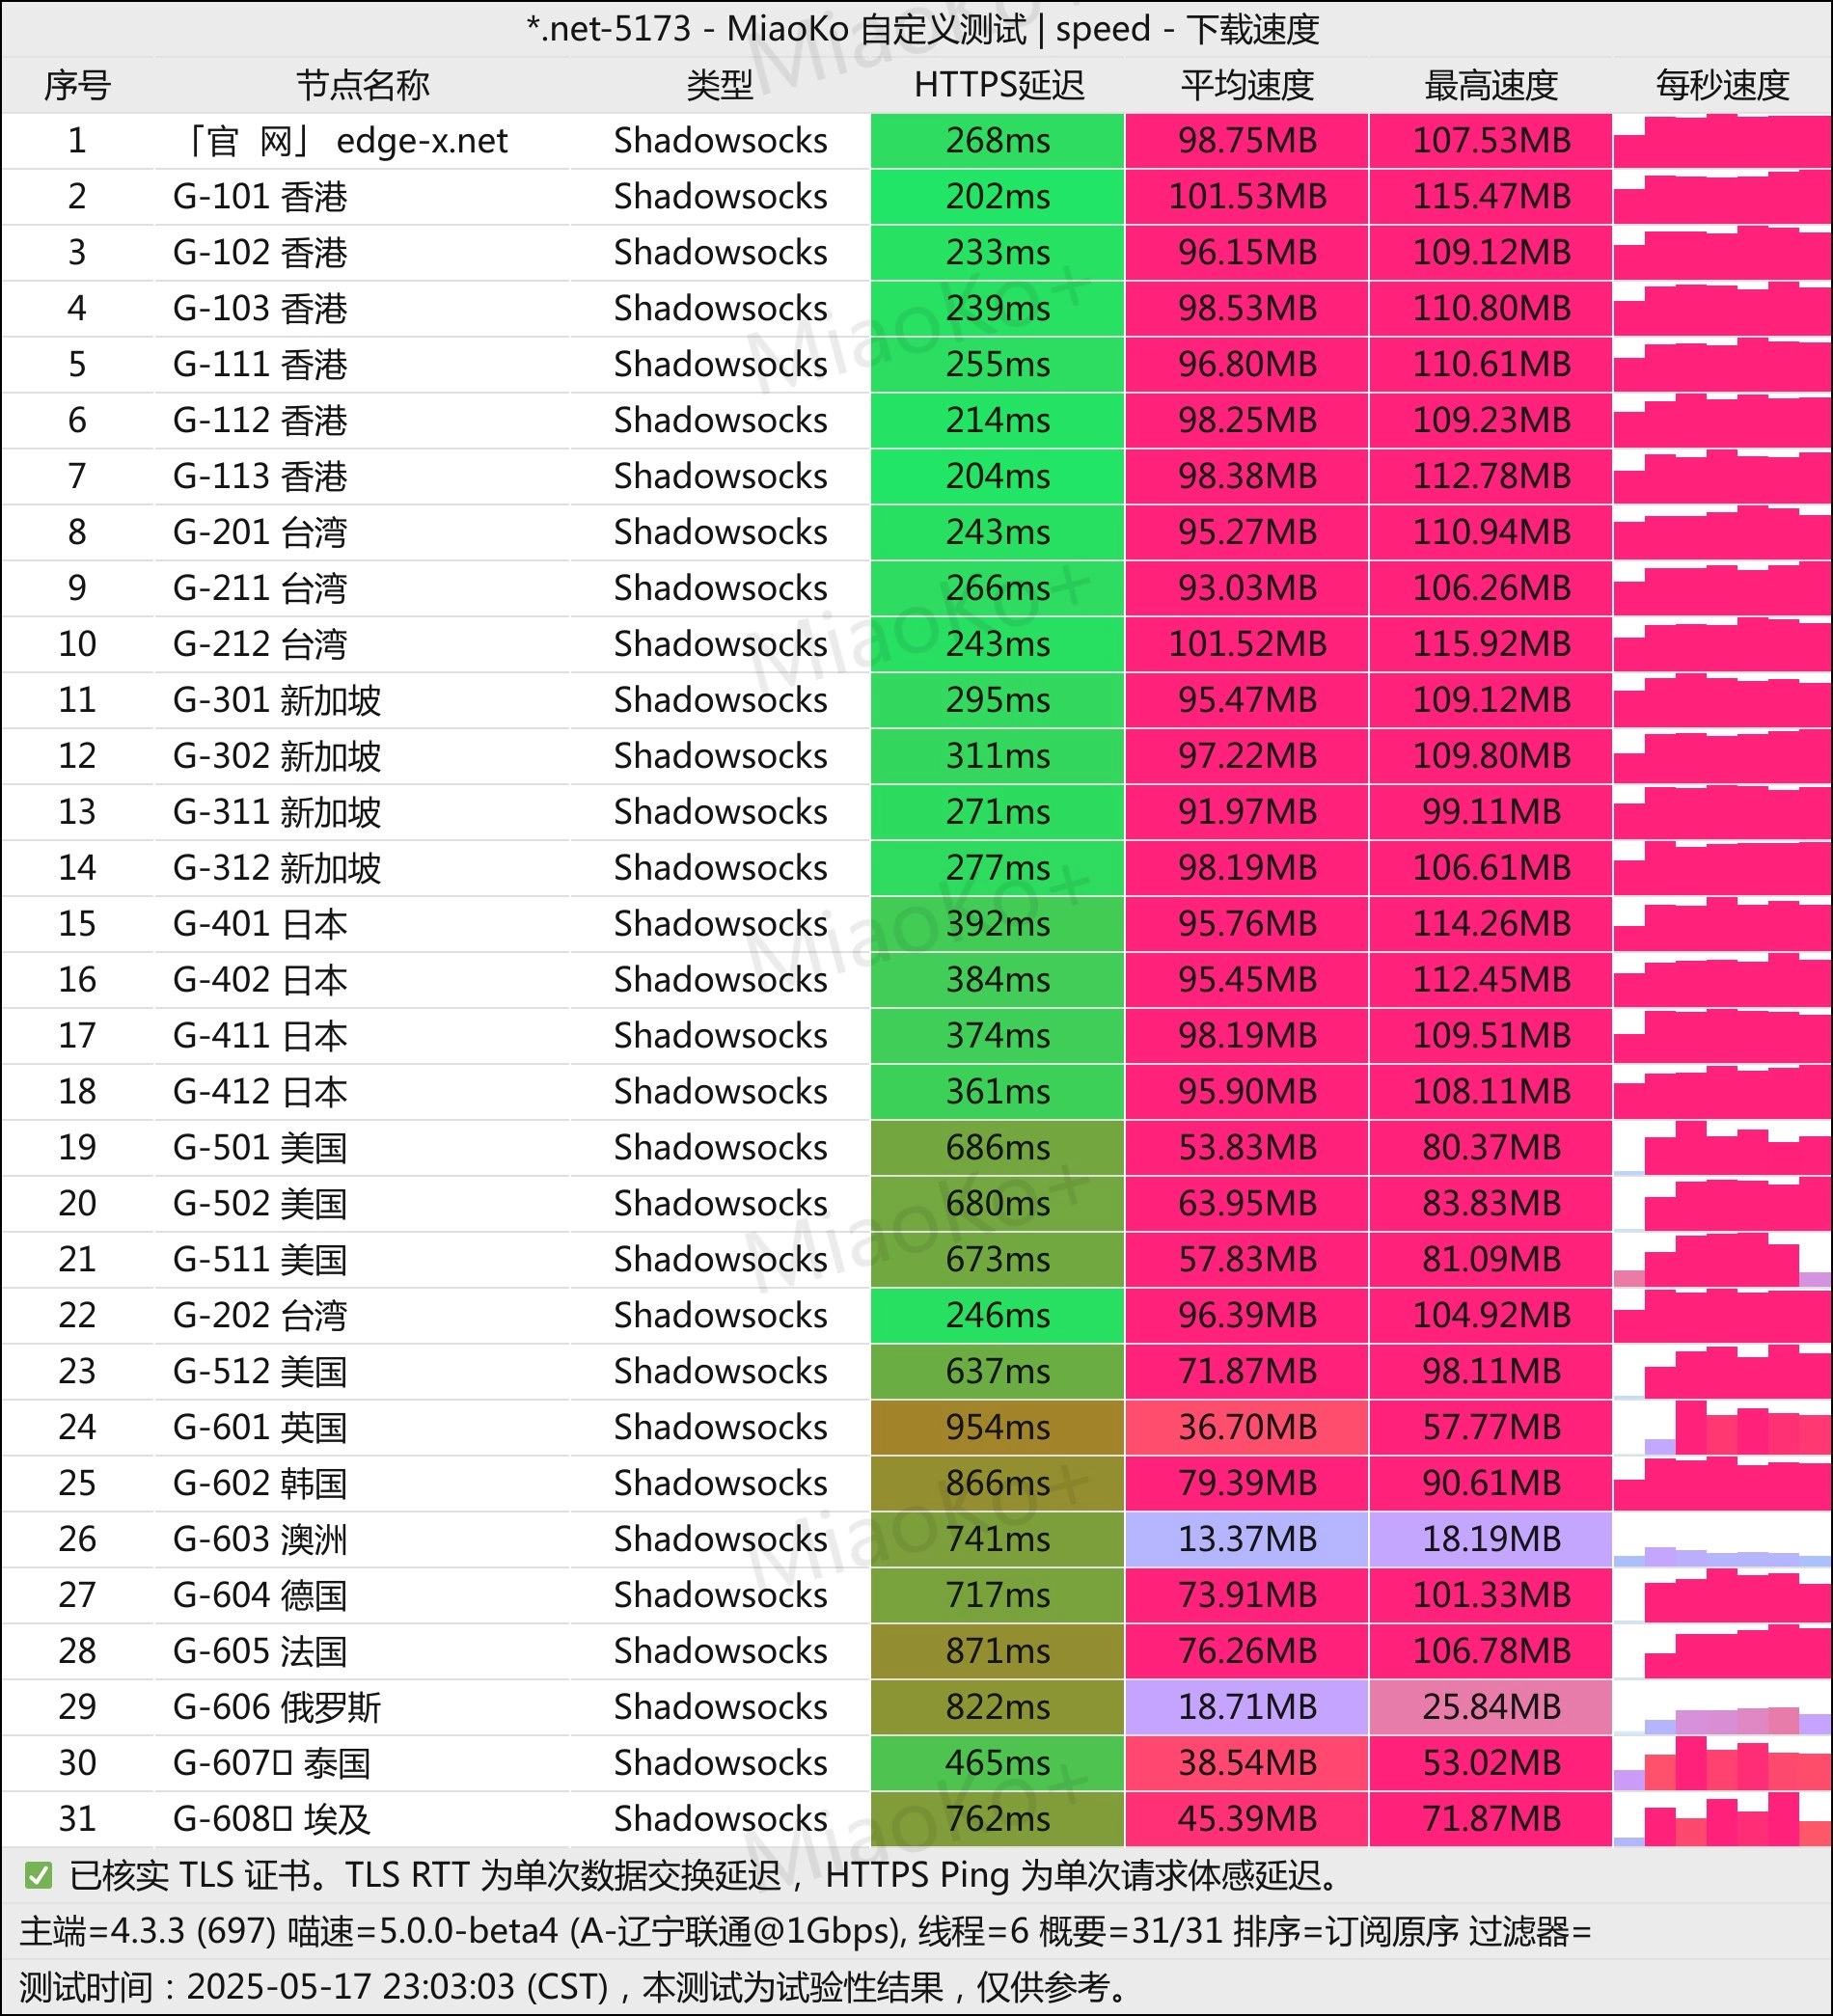 *.net-5173 - MiaoKo 自定义测试 | speed - 下载速度
序号 节点名称 类型 HTTPS延迟 平均速度 最高速度 每秒速度
1 「官 网」 edge-x.net Shadowsocks 268ms 98.75MB 107.53MB
2 G-101 香港 Shadowsocks 202ms 101.53MB 115.47MB
3 G-102 香港 Shadowsocks 233ms 96.15MB 109.12MB
4 G-103 香港 Shadowsocks 239ms 98.53MB 110.80MB
5 G-111 香港 Shadowsocks 255ms 96.80MB 110.61MB
6 G-112 香港 Shadowsocks 214ms 98.25MB 109.23MB
7 G-113 香港 Shadowsocks 204ms 98.38MB 112.78MB
8 G-201 台湾 Shadowsocks 243ms 95.27MB 110.94MB
9 G-211 台湾 Shadowsocks 266ms 93.03MB 106.26MB
10 G-212 台湾 Shadowsocks 243ms 101.52MB 115.92MB
11 G-301 新加坡 Shadowsocks 295ms 95.47MB 109.12MB
12 G-302 新加坡 Shadowsocks 311ms 97.22MB 109.80MB
13 G-311 新加坡 Shadowsocks 271ms 91.97MB 99.11MB
14 G-312 新加坡 Shadowsocks 277ms 98.19MB 106.61MB
15 G-401 日本 Shadowsocks 392ms 95.76MB 114.26MB
16 G-402 日本 Shadowsocks 384ms 95.45MB 112.45MB
17 G-411 日本 Shadowsocks 374ms 98.19MB 109.51MB
18 G-412 日本 Shadowsocks 361ms 95.90MB 108.11MB
19 G-501 美国 Shadowsocks 686ms 53.83MB 80.37MB
20 G-502 美国 Shadowsocks 680ms 63.95MB 83.83MB
21 G-511 美国 Shadowsocks 673ms 57.83MB 81.09MB
22 G-202 台湾 Shadowsocks 246ms 96.39MB 104.92MB
23 G-512 美国 Shadowsocks 637ms 71.87MB 98.11MB
24 G-601 英国 Shadowsocks 954ms 36.70MB 57.77MB
25 G-602 韩国 Shadowsocks 866ms 79.39MB 90.61MB
26 G-603 澳洲 Shadowsocks 741ms 13.37MB 18.19MB
27 G-604 德国 Shadowsocks 717ms 73.91MB 101.33MB
28 G-605 法国 Shadowsocks 871ms 76.26MB 106.78MB
29 G-606 俄罗斯 Shadowsocks 822ms 18.71MB 25.84MB
30 G-607 泰国 Shadowsocks 465ms 38.54MB 53.02MB
31 G-608 埃及 Shadowsocks 762ms 45.39MB 71.87MB
✅ 已核实 TLS 证书。TLS RTT 为单次数据交换延迟， HTTPS Ping 为单次请求体感延迟。
主端=4.3.3 (697) 喵速=5.0.0-beta4 (A-辽宁联通@1Gbps), 线程=6 概要=31/31 排序=订阅原序 过滤器=
测试时间：2025-05-17 23:03:03 (CST)，本测试为试验性结果，仅供参考。
MiaoKo+
MiaoKo+
MiaoKo+
MiaoKo+
MiaoKo+
MiaoKo+
MiaoKo+